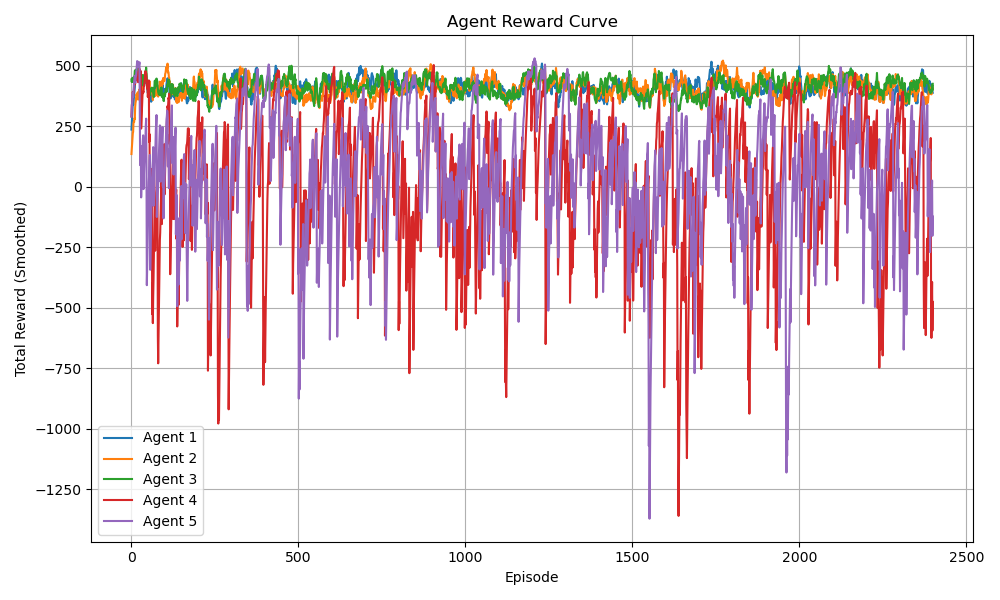 Agent Reward Curve
Total Reward (Smoothed)
500
250
0
−250
−500
−750
−1000
−1250
Agent 1
Agent 2
Agent 3
Agent 4
Agent 5
0 500 1000 1500 2000 2500
Episode